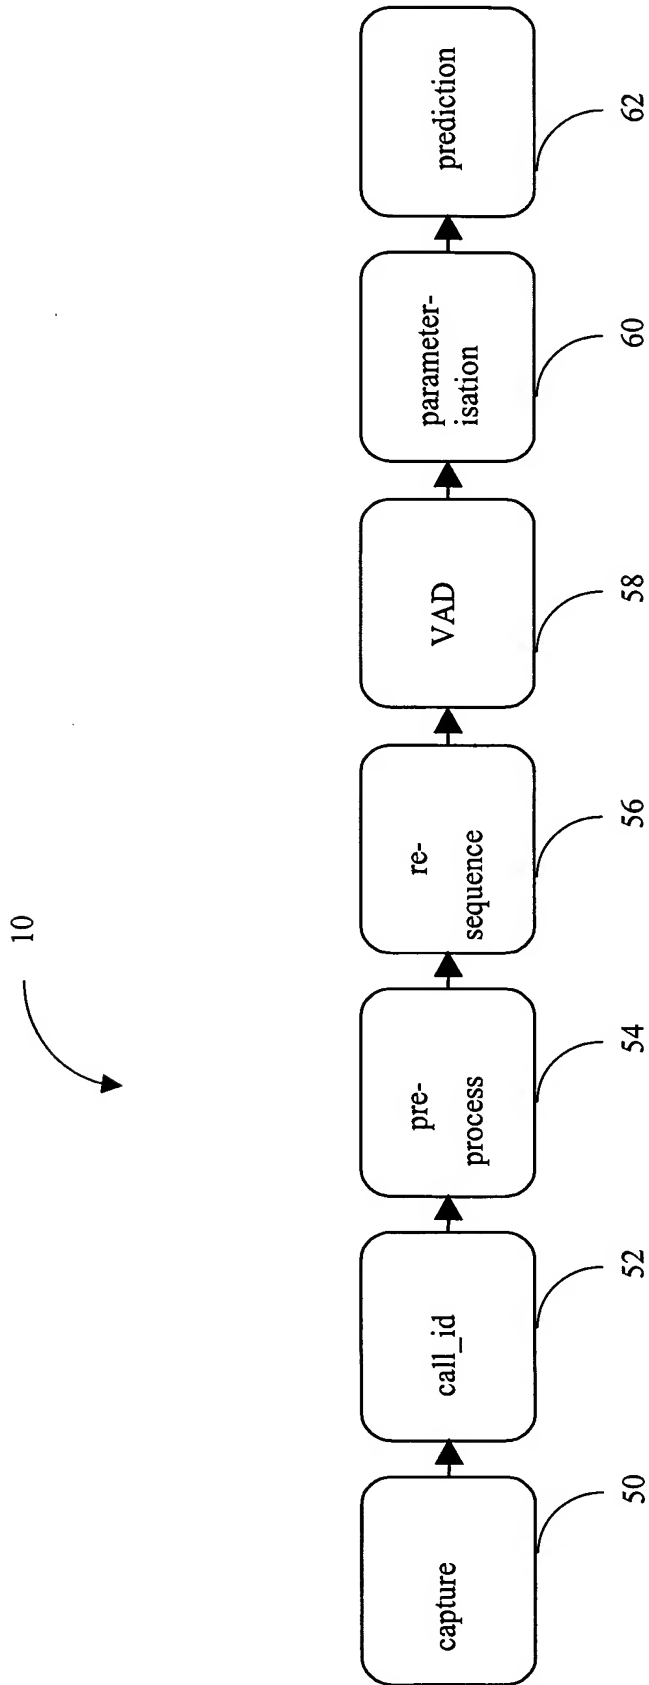 10
capture
call_id
pre-
process
re-
sequence
VAD
parameter-
isation
prediction
50
52
54
56
58
60
62